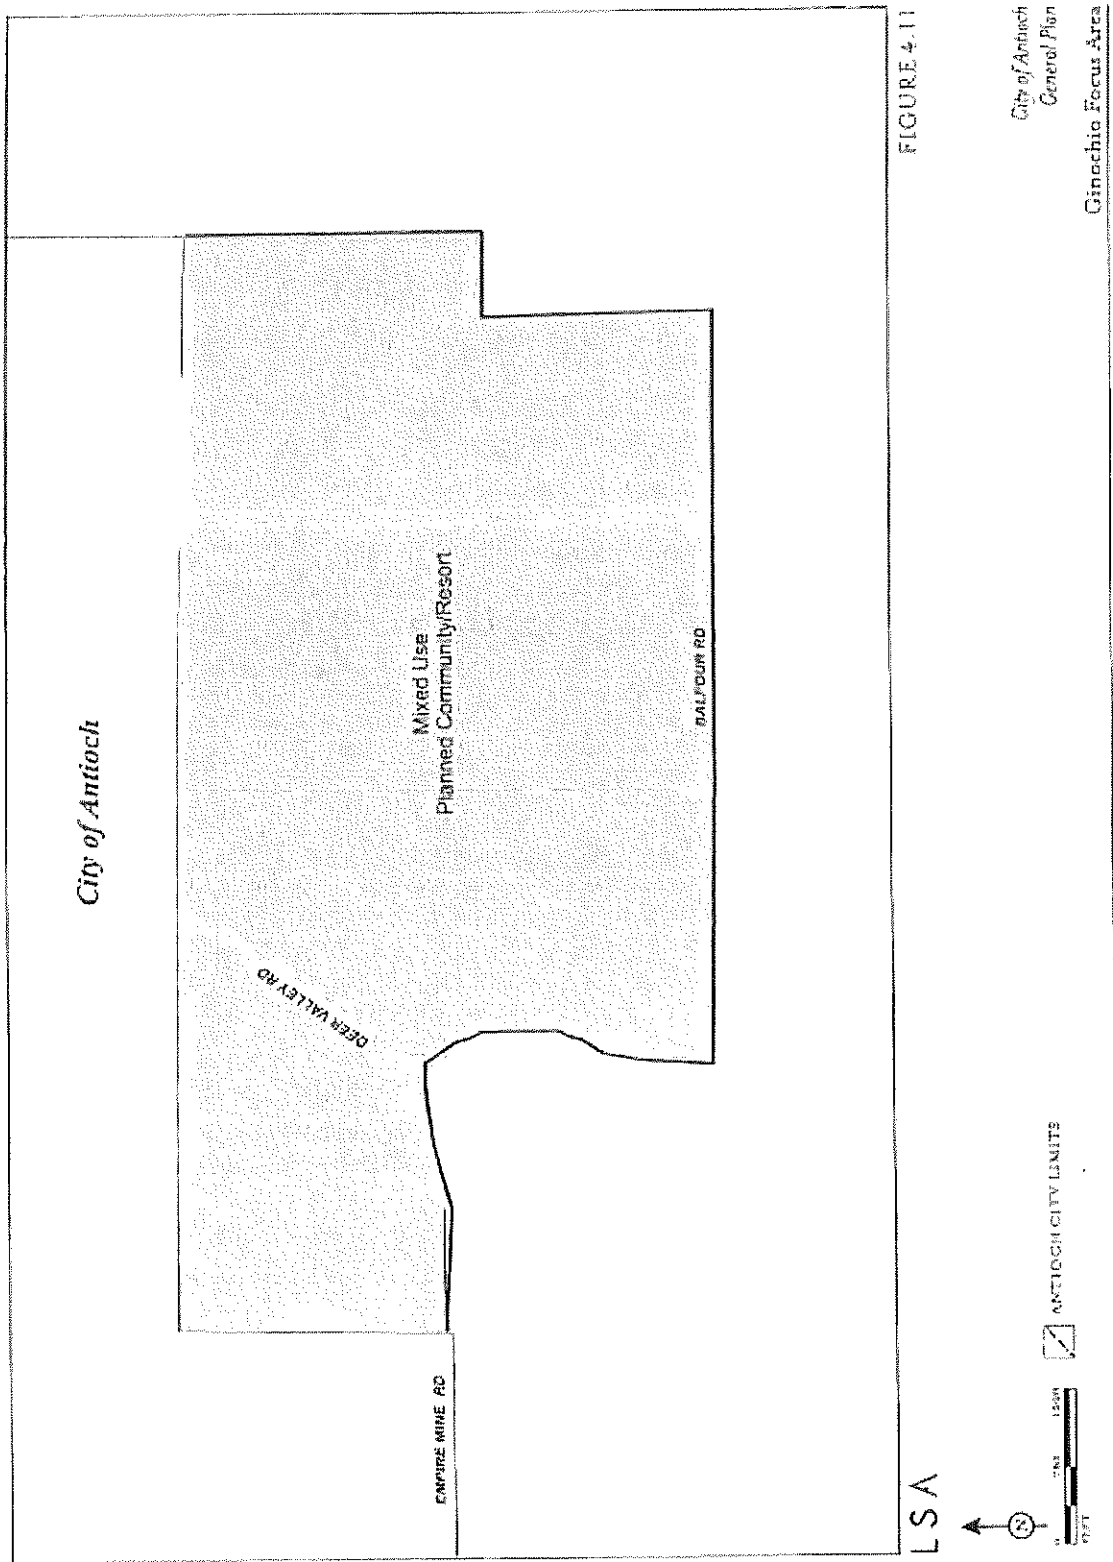 City of Antioch
DEER VALLEY RD
Mixed Use
Planned Community/Resort
EMPIRE MINE RD
BALFOUR RD
LSA
FIGURE 4.11
N
0
FEET
ANTIOCH CITY LIMITS
City of Antioch
General Plan
Ginochio Focus Area